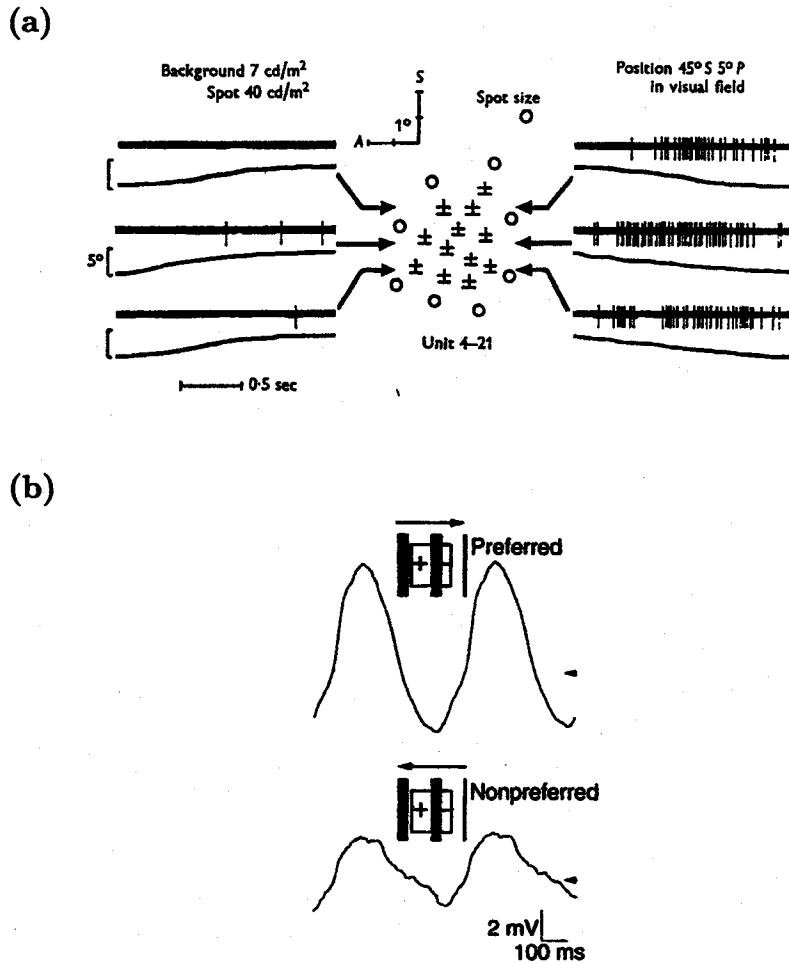 (a)
Background 7 cd/m²
Spot 40 cd/m²
S
A
1°
Spot size
Position 45° S 5° P
in visual field
5°
± ± ± ± ± ± ± ± ± ± ± ±
Unit 4–21
0·5 sec
(b)
Preferred
+ −
Nonpreferred
+ −
2 mV
100 ms